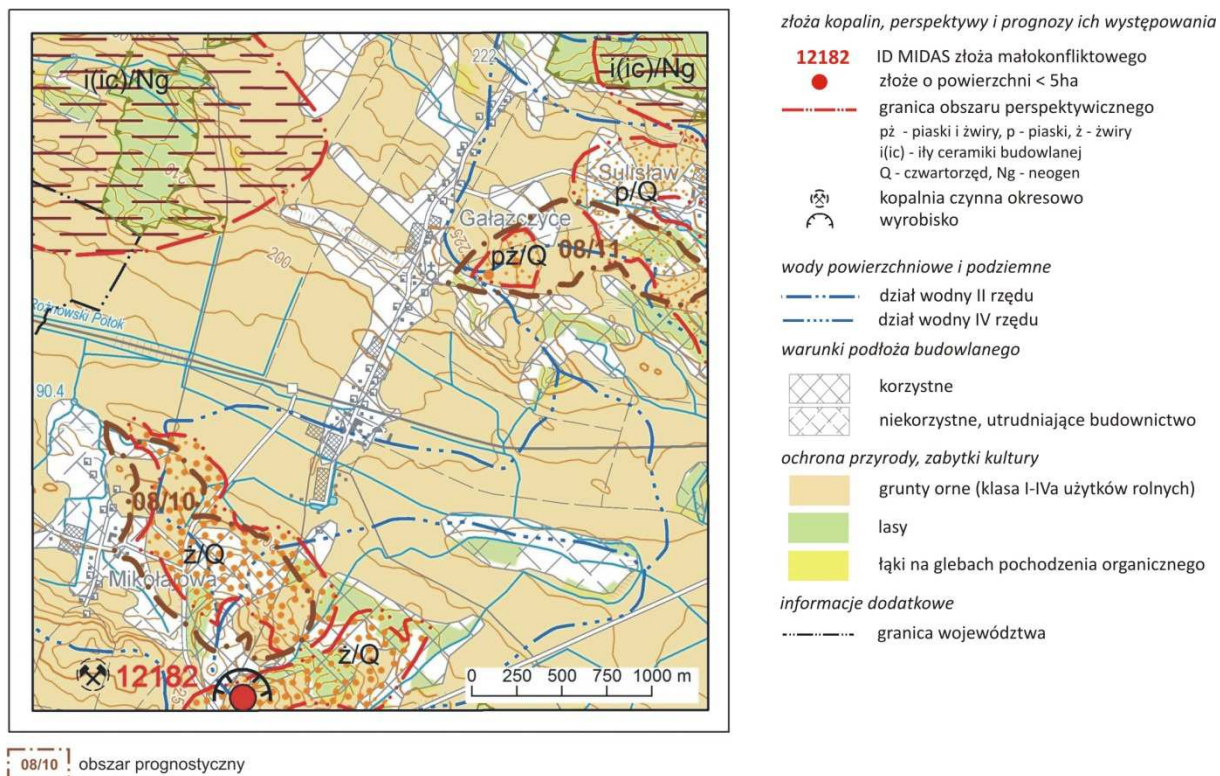 i(ic)/Ng
222
i(ic)/Ng
210
Sulisław
p/Q
Gałązczyce
225
pż/Q
08/11
200
Rożnowski Potok
90.4
08/10
ż/Q
Mikołajowa
ż/Q
12182
225
0 250 500 750 1000 m
08/10 obszar prognostyczny
złoża kopalin, perspektywy i prognozy ich występowania
12182 ID MIDAS złoża małokonfliktowego
złoże o powierzchni < 5ha
granica obszaru perspektywicznego
pż - piaski i żwiry, p - piaski, ż - żwiry
i(ic) - iły ceramiki budowlanej
Q - czwartorzęd, Ng - neogen
kopalnia czynna okresowo
wyrobisko
wody powierzchniowe i podziemne
dział wodny II rzędu
dział wodny IV rzędu
warunki podłoża budowlanego
korzystne
niekorzystne, utrudniające budownictwo
ochrona przyrody, zabytki kultury
grunty orne (klasa I-IVa użytków rolnych)
lasy
łąki na glebach pochodzenia organicznego
informacje dodatkowe
granica województwa